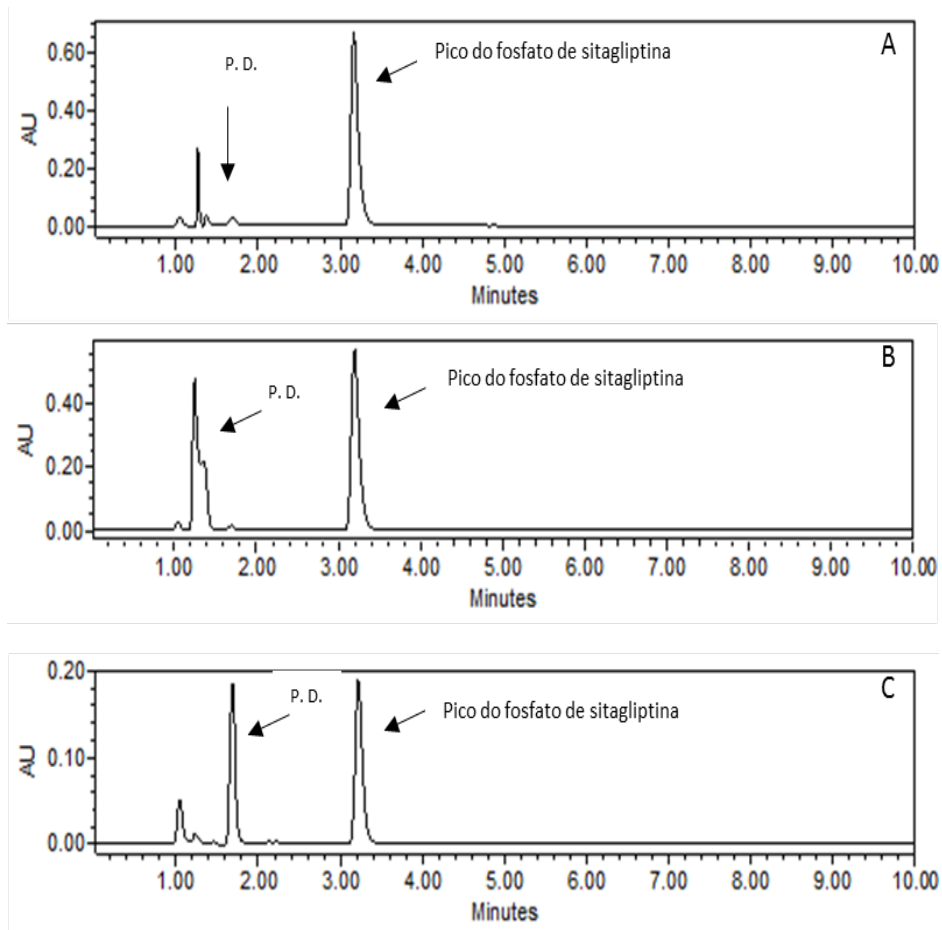 A
Pico do fosfato de sitagliptina
P. D.
AU
0.60
0.40
0.20
0.00
1.00 2.00 3.00 4.00 5.00 6.00 7.00 8.00 9.00 10.00
Minutes
B
Pico do fosfato de sitagliptina
P. D.
AU
0.40
0.20
0.00
1.00 2.00 3.00 4.00 5.00 6.00 7.00 8.00 9.00 10.00
Minutes
C
P. D.
Pico do fosfato de sitagliptina
AU
0.20
0.10
0.00
1.00 2.00 3.00 4.00 5.00 6.00 7.00 8.00 9.00 10.00
Minutes